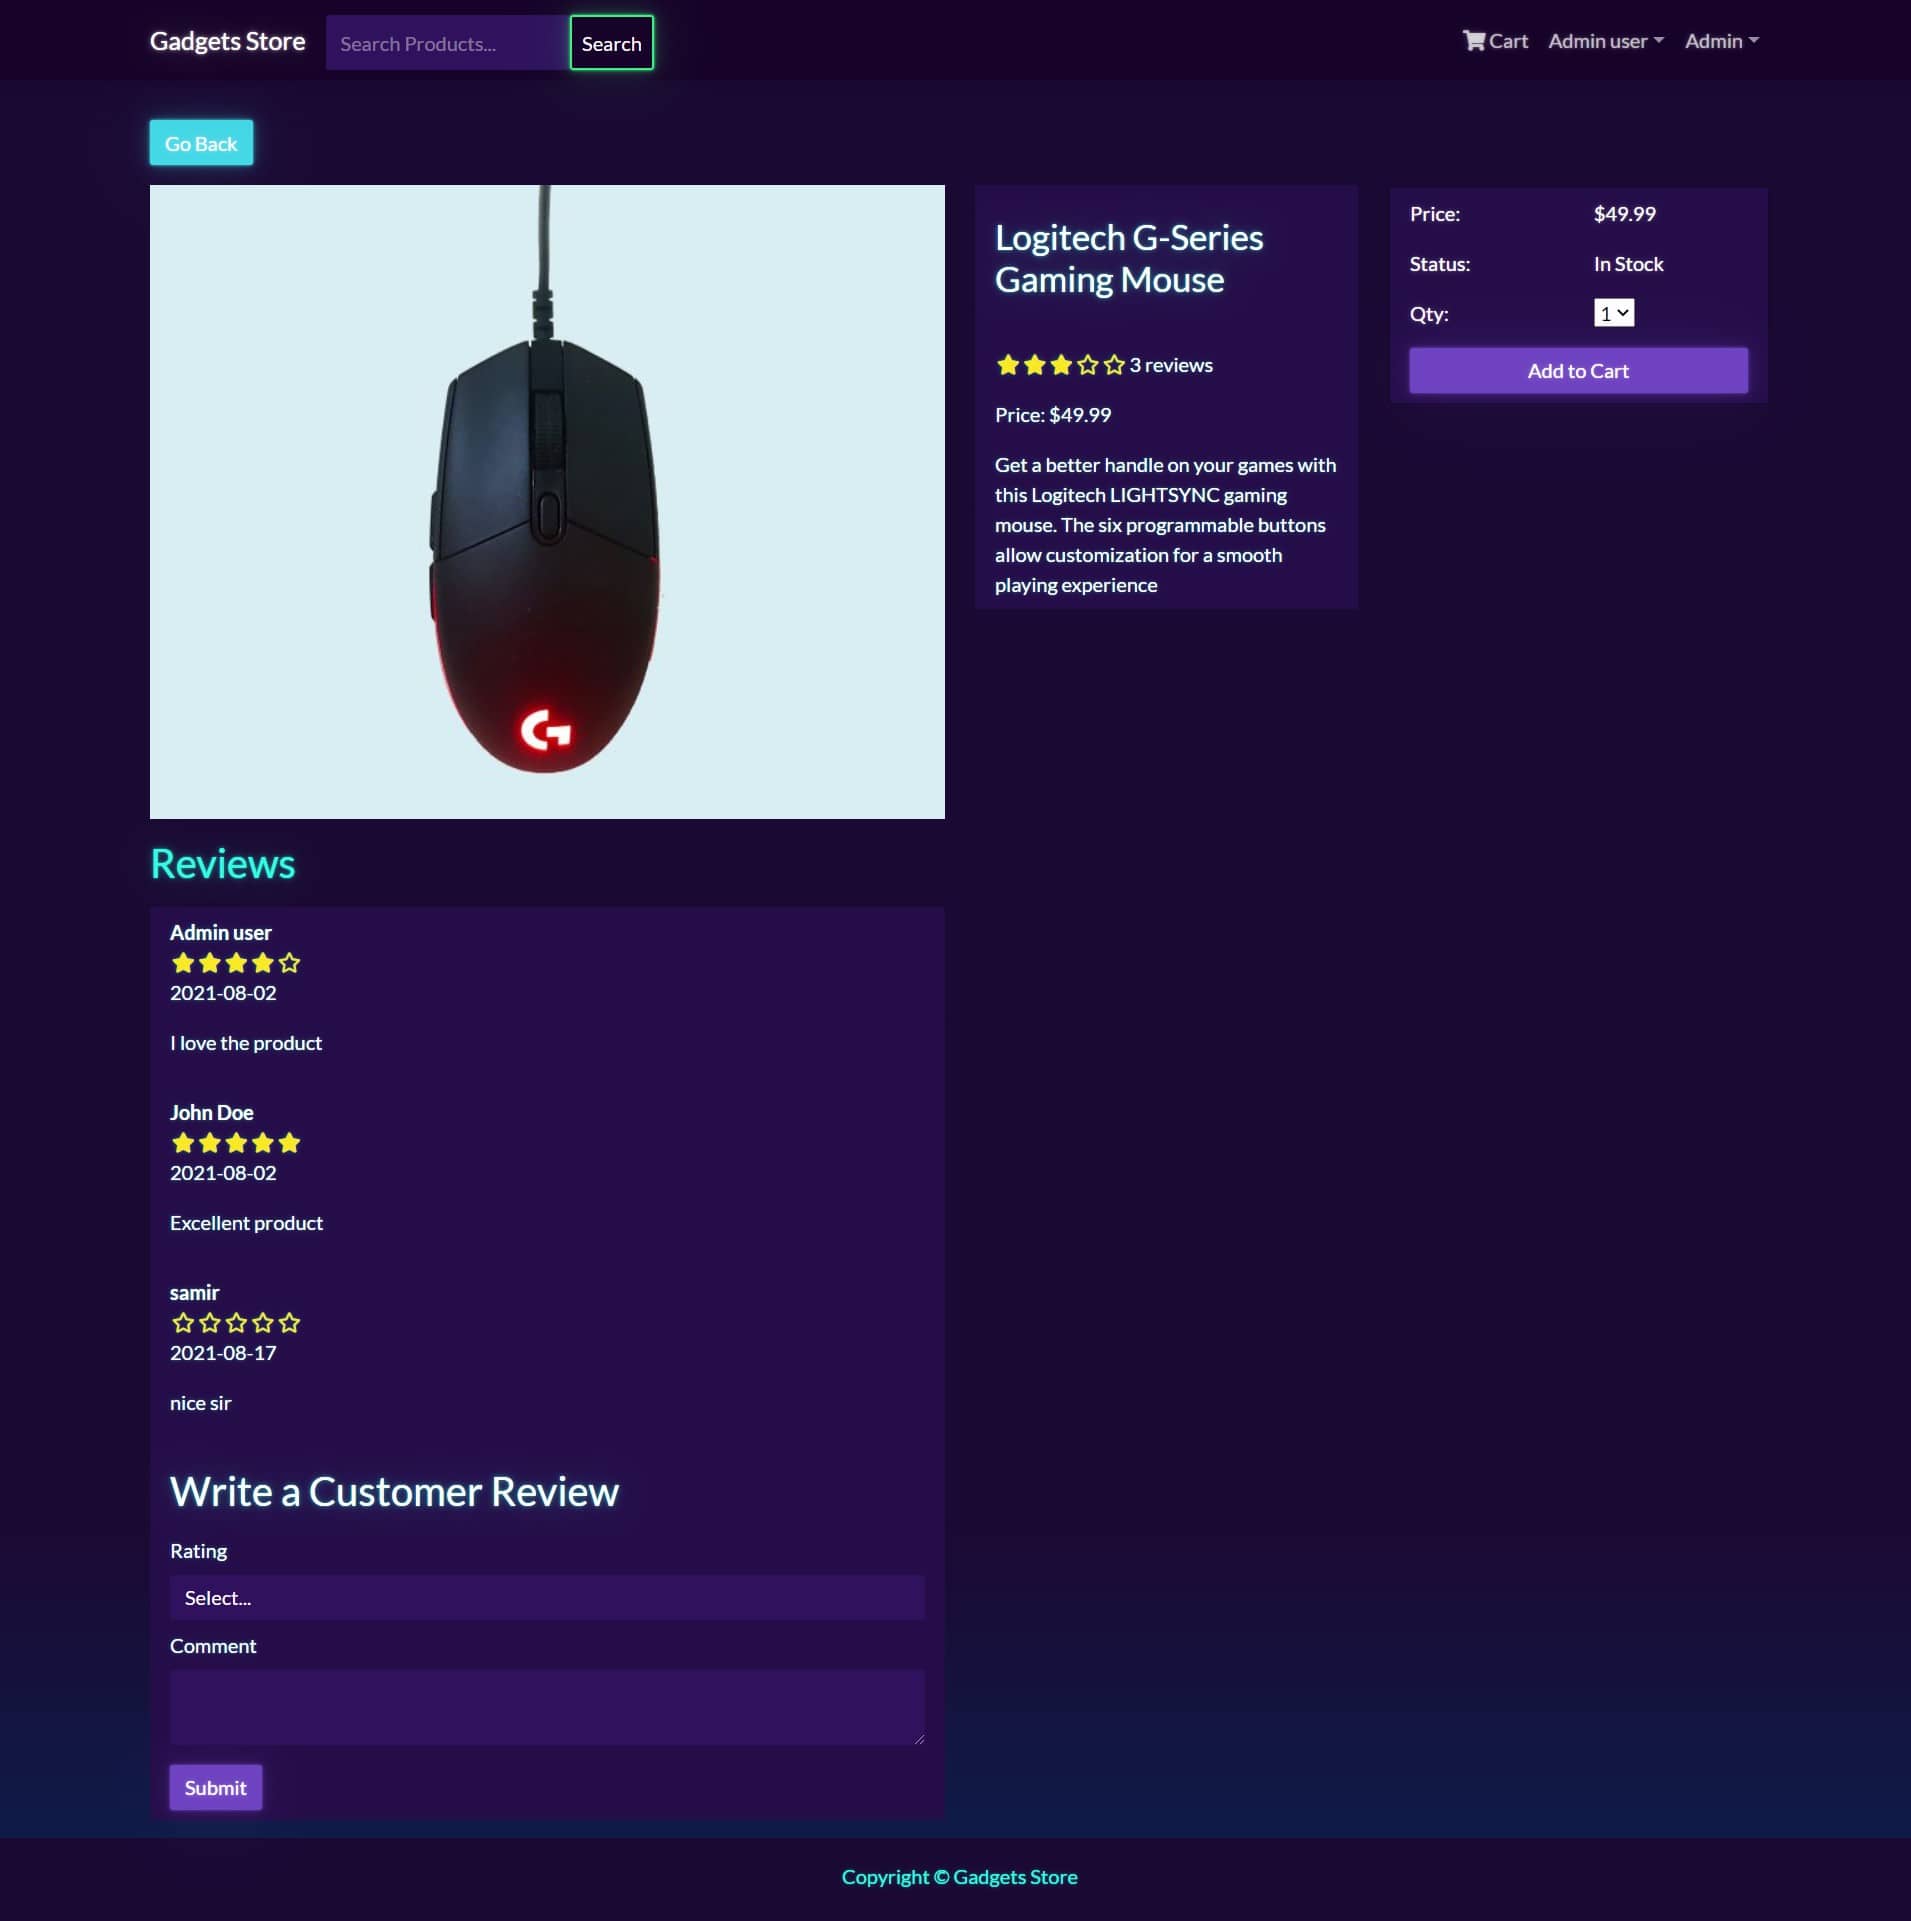 Gadgets Store
Search Products...
Search
Cart
Admin user
Admin
Go Back
G
Logitech G-Series
Gaming Mouse
3 reviews
Price: $49.99
Get a better handle on your games with
this Logitech LIGHTSYNC gaming
mouse. The six programmable buttons
allow customization for a smooth
playing experience
Price: $49.99
Status: In Stock
Qty: 1
Add to Cart
Reviews
Admin user
2021-08-02
I love the product
John Doe
2021-08-02
Excellent product
samir
2021-08-17
nice sir
Write a Customer Review
Rating
Select...
Comment
Submit
Copyright © Gadgets Store